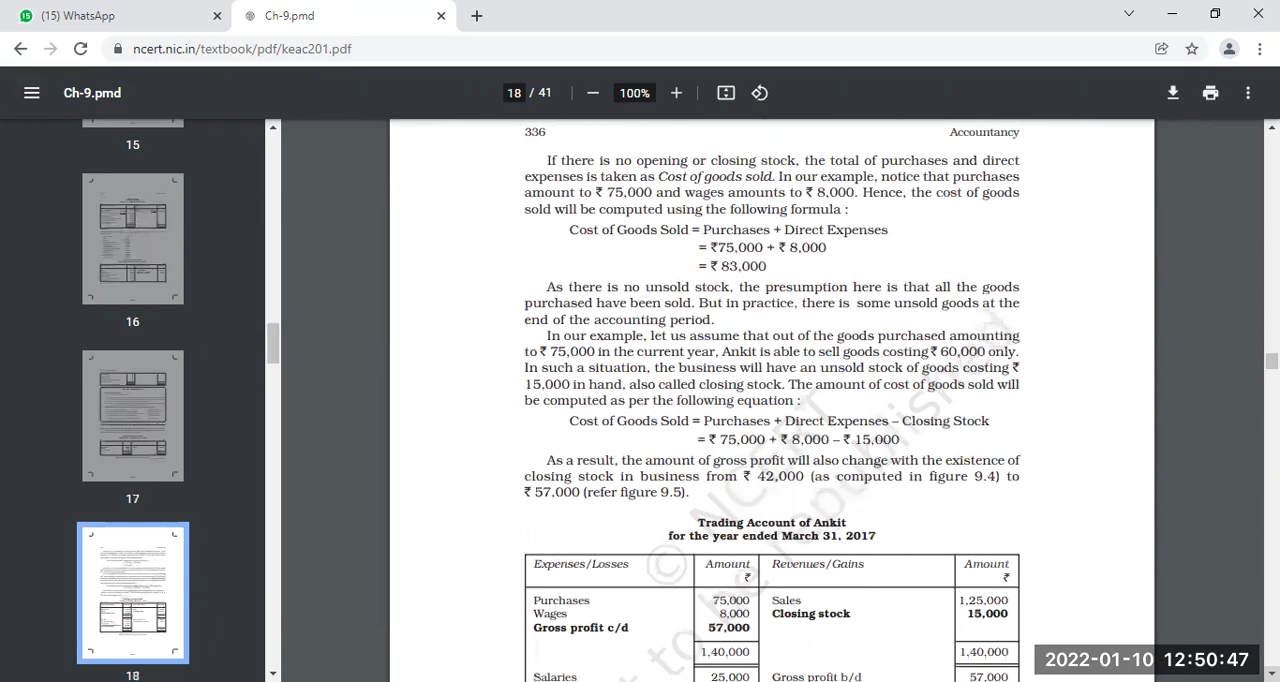 (15) WhatsApp
Ch-9.pmd
ncert.nic.in/textbook/pdf/keac201.pdf
Ch-9.pmd
18 / 41
100%
15
16
17
18
336 Accountancy
If there is no opening or closing stock, the total of purchases and direct
expenses is taken as Cost of goods sold. In our example, notice that purchases
amount to ₹ 75,000 and wages amounts to ₹ 8,000. Hence, the cost of goods
sold will be computed using the following formula :
Cost of Goods Sold = Purchases + Direct Expenses
= ₹75,000 + ₹ 8,000
= ₹ 83,000
As there is no unsold stock, the presumption here is that all the goods
purchased have been sold. But in practice, there is some unsold goods at the
end of the accounting period.
In our example, let us assume that out of the goods purchased amounting
to ₹ 75,000 in the current year, Ankit is able to sell goods costing ₹ 60,000 only.
In such a situation, the business will have an unsold stock of goods costing ₹
15,000 in hand, also called closing stock. The amount of cost of goods sold will
be computed as per the following equation :
Cost of Goods Sold = Purchases + Direct Expenses – Closing Stock
= ₹ 75,000 + ₹ 8,000 – ₹ 15,000
As a result, the amount of gross profit will also change with the existence of
closing stock in business from ₹ 42,000 (as computed in figure 9.4) to
₹ 57,000 (refer figure 9.5).
Trading Account of Ankit
for the year ended March 31, 2017
Expenses/Losses Amount Revenues/Gains Amount
₹ ₹
Purchases 75,000 Sales 1,25,000
Wages 8,000 Closing stock 15,000
Gross profit c/d 57,000
1,40,000 1,40,000
Salaries 25,000 Gross profit b/d 57,000
2022-01-10 12:50:47